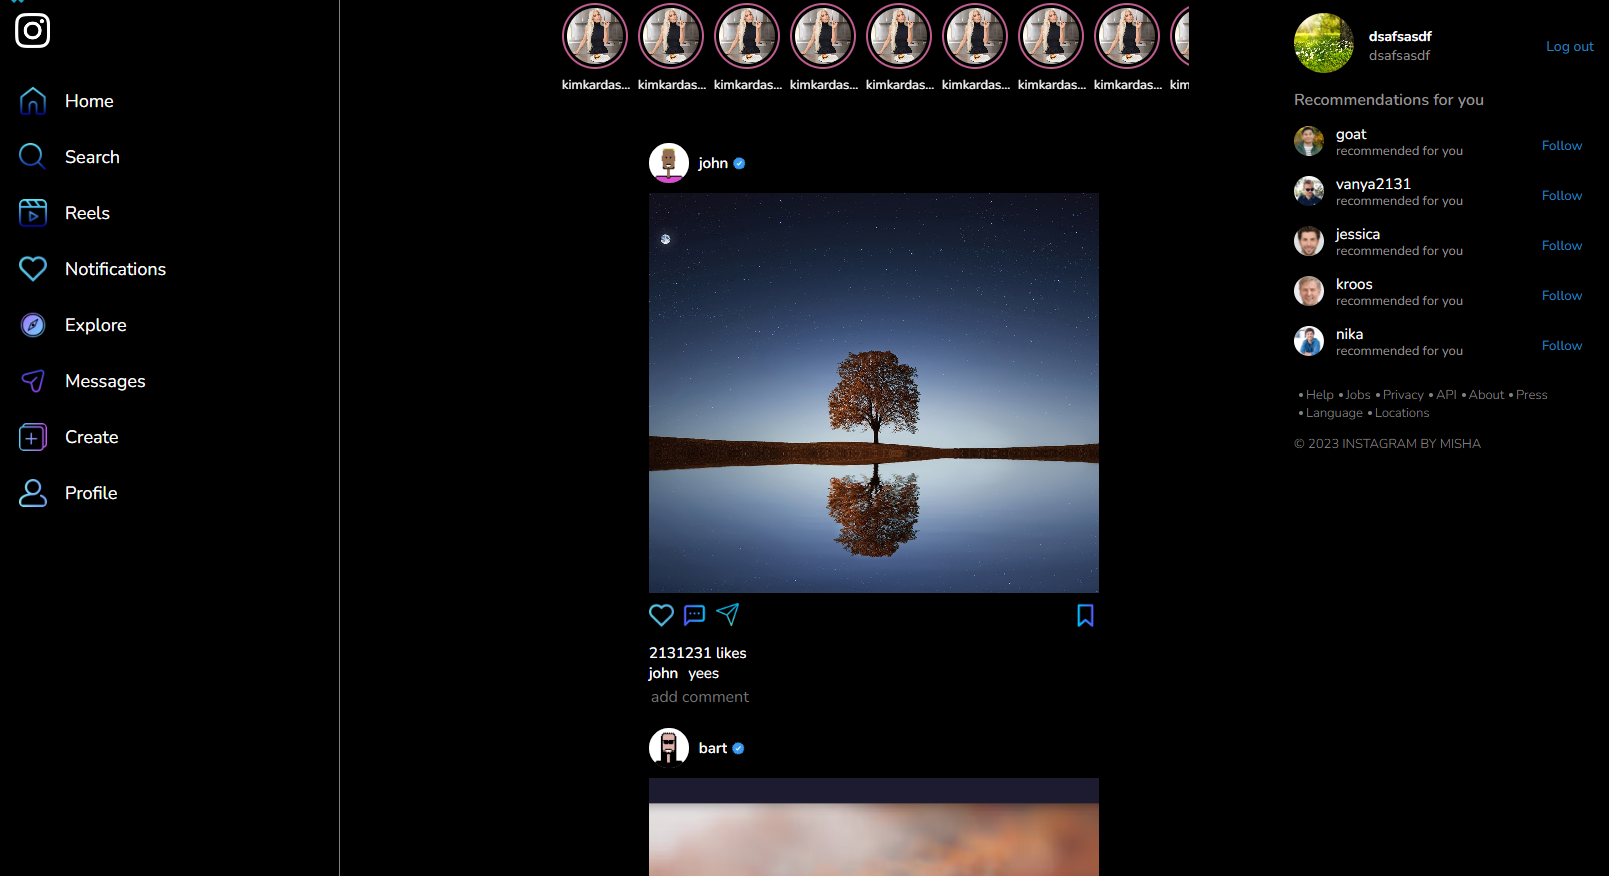 Home
Search
Reels
Notifications
Explore
Messages
Create
Profile
kimkardas... kimkardas... kimkardas... kimkardas... kimkardas... kimkardas... kimkardas... kimkardas... kim
john
2131231 likes
john yees
add comment
bart
dsafsasdf
dsafsasdf
Log out
Recommendations for you
goat
recommended for you
Follow
vanya2131
recommended for you
Follow
jessica
recommended for you
Follow
kroos
recommended for you
Follow
nika
recommended for you
Follow
•Help •Jobs •Privacy •API •About •Press
•Language •Locations
© 2023 INSTAGRAM BY MISHA